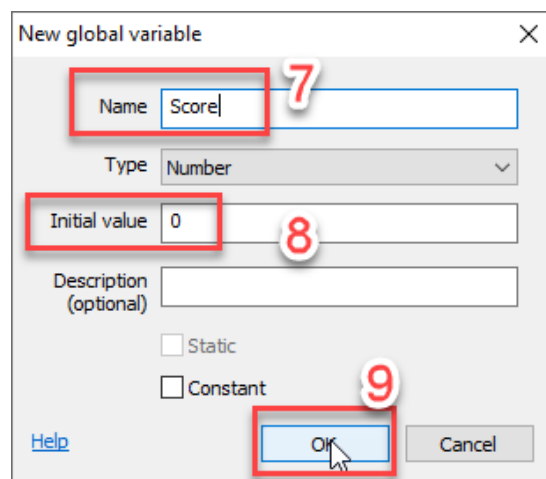 New global variable
7
Name Score
Type Number
Initial value 0
8
Description
(optional)
Static
Constant
9
Help OK Cancel